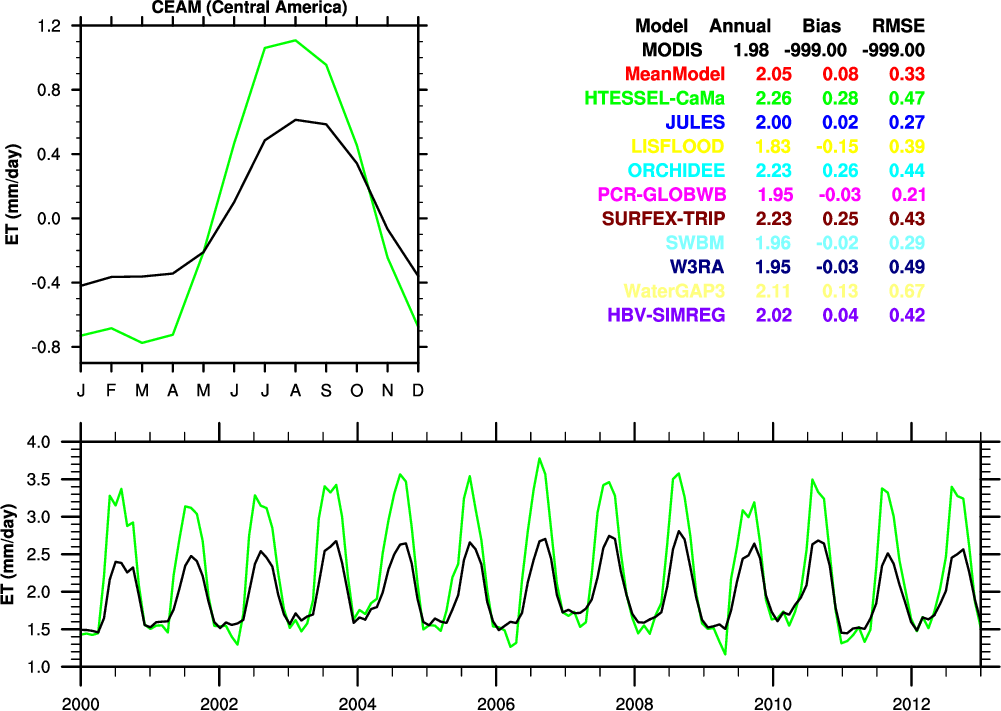 CEAM (Central America)
1.2
0.8
0.4
0.0
-0.4
-0.8
ET (mm/day)
J F M A M J J A S O N D
Model Annual Bias RMSE
MODIS 1.98 -999.00 -999.00
MeanModel 2.05 0.08 0.33
HTESSEL-CaMa 2.26 0.28 0.47
JULES 2.00 0.02 0.27
LISFLOOD 1.83 -0.15 0.39
ORCHIDEE 2.23 0.26 0.44
PCR-GLOBWB 1.95 -0.03 0.21
SURFEX-TRIP 2.23 0.25 0.43
SWBM 1.96 -0.02 0.29
W3RA 1.95 -0.03 0.49
WaterGAP3 2.11 0.13 0.67
HBV-SIMREG 2.02 0.04 0.42
4.0
3.5
3.0
2.5
2.0
1.5
1.0
ET (mm/day)
2000 2002 2004 2006 2008 2010 2012